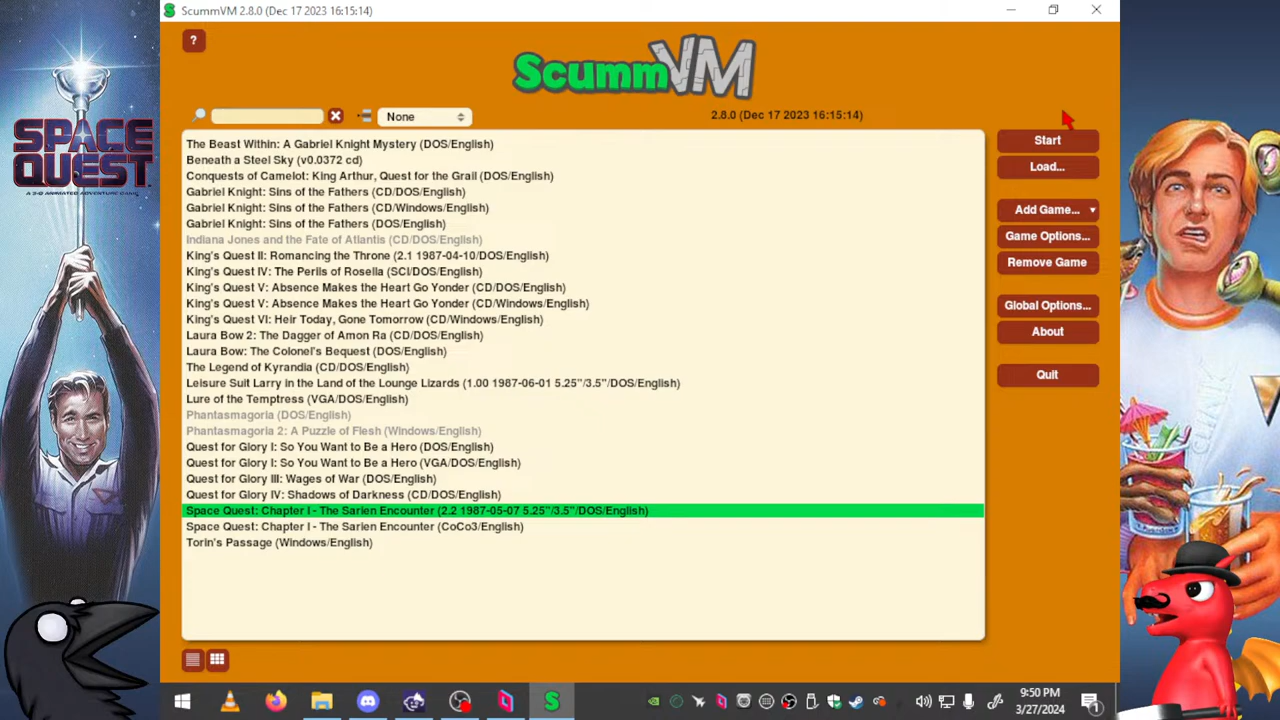 ScummVM 2.8.0 (Dec 17 2023 16:15:14)
?
ScummVM
None
2.8.0 (Dec 17 2023 16:15:14)
SPACE QUEST
A 3-D ANIMATED ADVENTURE GAME
The Beast Within: A Gabriel Knight Mystery (DOS/English)
Beneath a Steel Sky (v0.0372 cd)
Conquests of Camelot: King Arthur, Quest for the Grail (DOS/English)
Gabriel Knight: Sins of the Fathers (CD/DOS/English)
Gabriel Knight: Sins of the Fathers (CD/Windows/English)
Gabriel Knight: Sins of the Fathers (DOS/English)
Indiana Jones and the Fate of Atlantis (CD/DOS/English)
King's Quest II: Romancing the Throne (2.1 1987-04-10/DOS/English)
King's Quest IV: The Perils of Rosella (SCI/DOS/English)
King's Quest V: Absence Makes the Heart Go Yonder (CD/DOS/English)
King's Quest V: Absence Makes the Heart Go Yonder (CD/Windows/English)
King's Quest VI: Heir Today, Gone Tomorrow (CD/Windows/English)
Laura Bow 2: The Dagger of Amon Ra (CD/DOS/English)
Laura Bow: The Colonel's Bequest (DOS/English)
The Legend of Kyrandia (CD/DOS/English)
Leisure Suit Larry in the Land of the Lounge Lizards (1.00 1987-06-01 5.25"/3.5"/DOS/English)
Lure of the Temptress (VGA/DOS/English)
Phantasmagoria (DOS/English)
Phantasmagoria 2: A Puzzle of Flesh (Windows/English)
Quest for Glory I: So You Want to Be a Hero (DOS/English)
Quest for Glory I: So You Want to Be a Hero (VGA/DOS/English)
Quest for Glory III: Wages of War (DOS/English)
Quest for Glory IV: Shadows of Darkness (CD/DOS/English)
Space Quest: Chapter I - The Sarien Encounter (2.2 1987-05-07 5.25"/3.5"/DOS/English)
Space Quest: Chapter I - The Sarien Encounter (CoCo3/English)
Torin's Passage (Windows/English)
Start
Load...
Add Game...
Game Options...
Remove Game
Global Options...
About
Quit
9:50 PM
3/27/2024
1